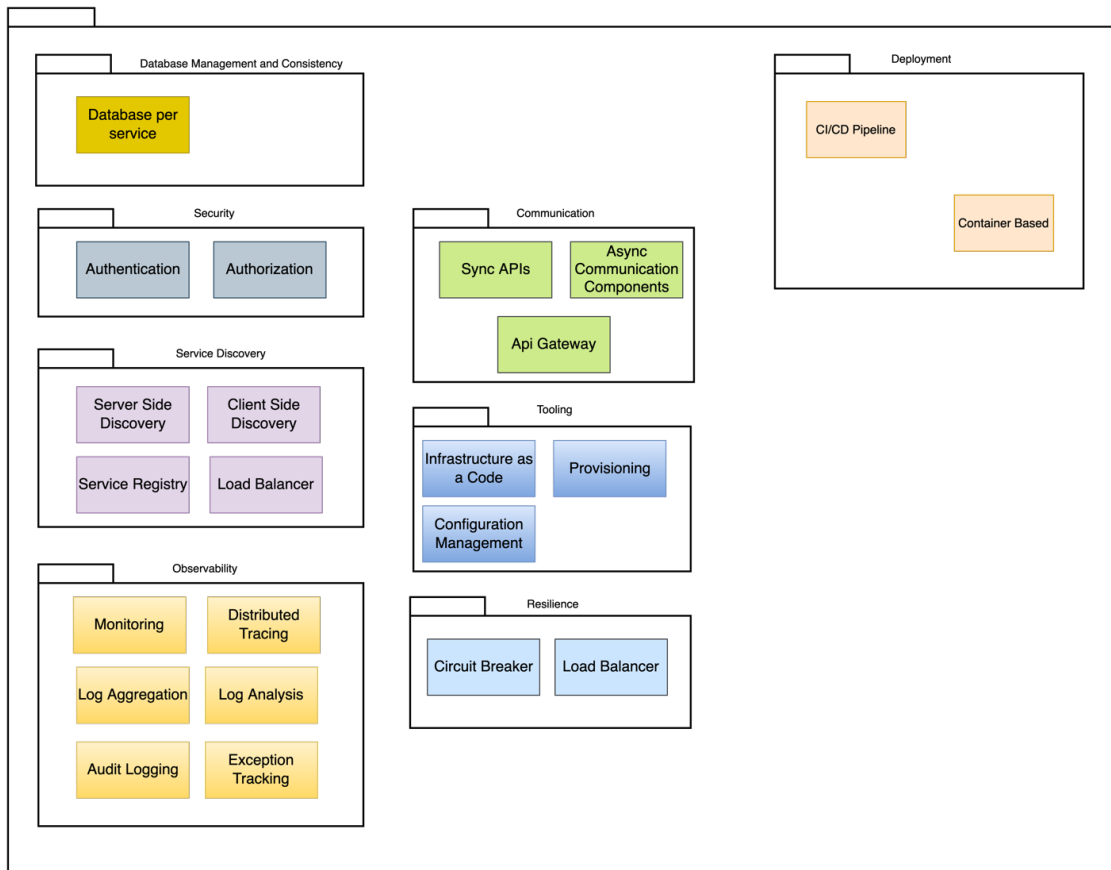 Database Management and Consistency
Database per
service
Security
Authentication
Authorization
Service Discovery
Server Side
Discovery
Client Side
Discovery
Service Registry
Load Balancer
Observability
Monitoring
Distributed
Tracing
Log Aggregation
Log Analysis
Audit Logging
Exception
Tracking
Communication
Sync APIs
Async
Communication
Components
Api Gateway
Tooling
Infrastructure as
a Code
Provisioning
Configuration
Management
Resilience
Circuit Breaker
Load Balancer
Deployment
CI/CD Pipeline
Container Based